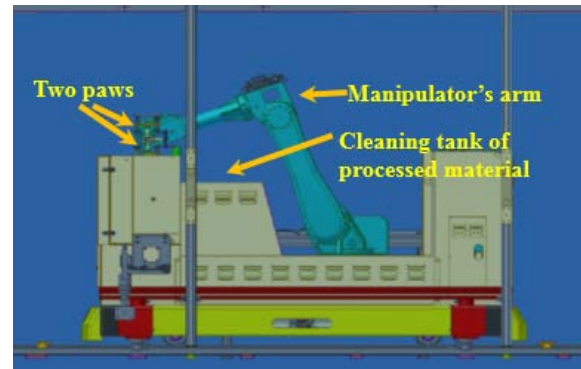 Two paws
Manipulator's arm
Cleaning tank of
processed material